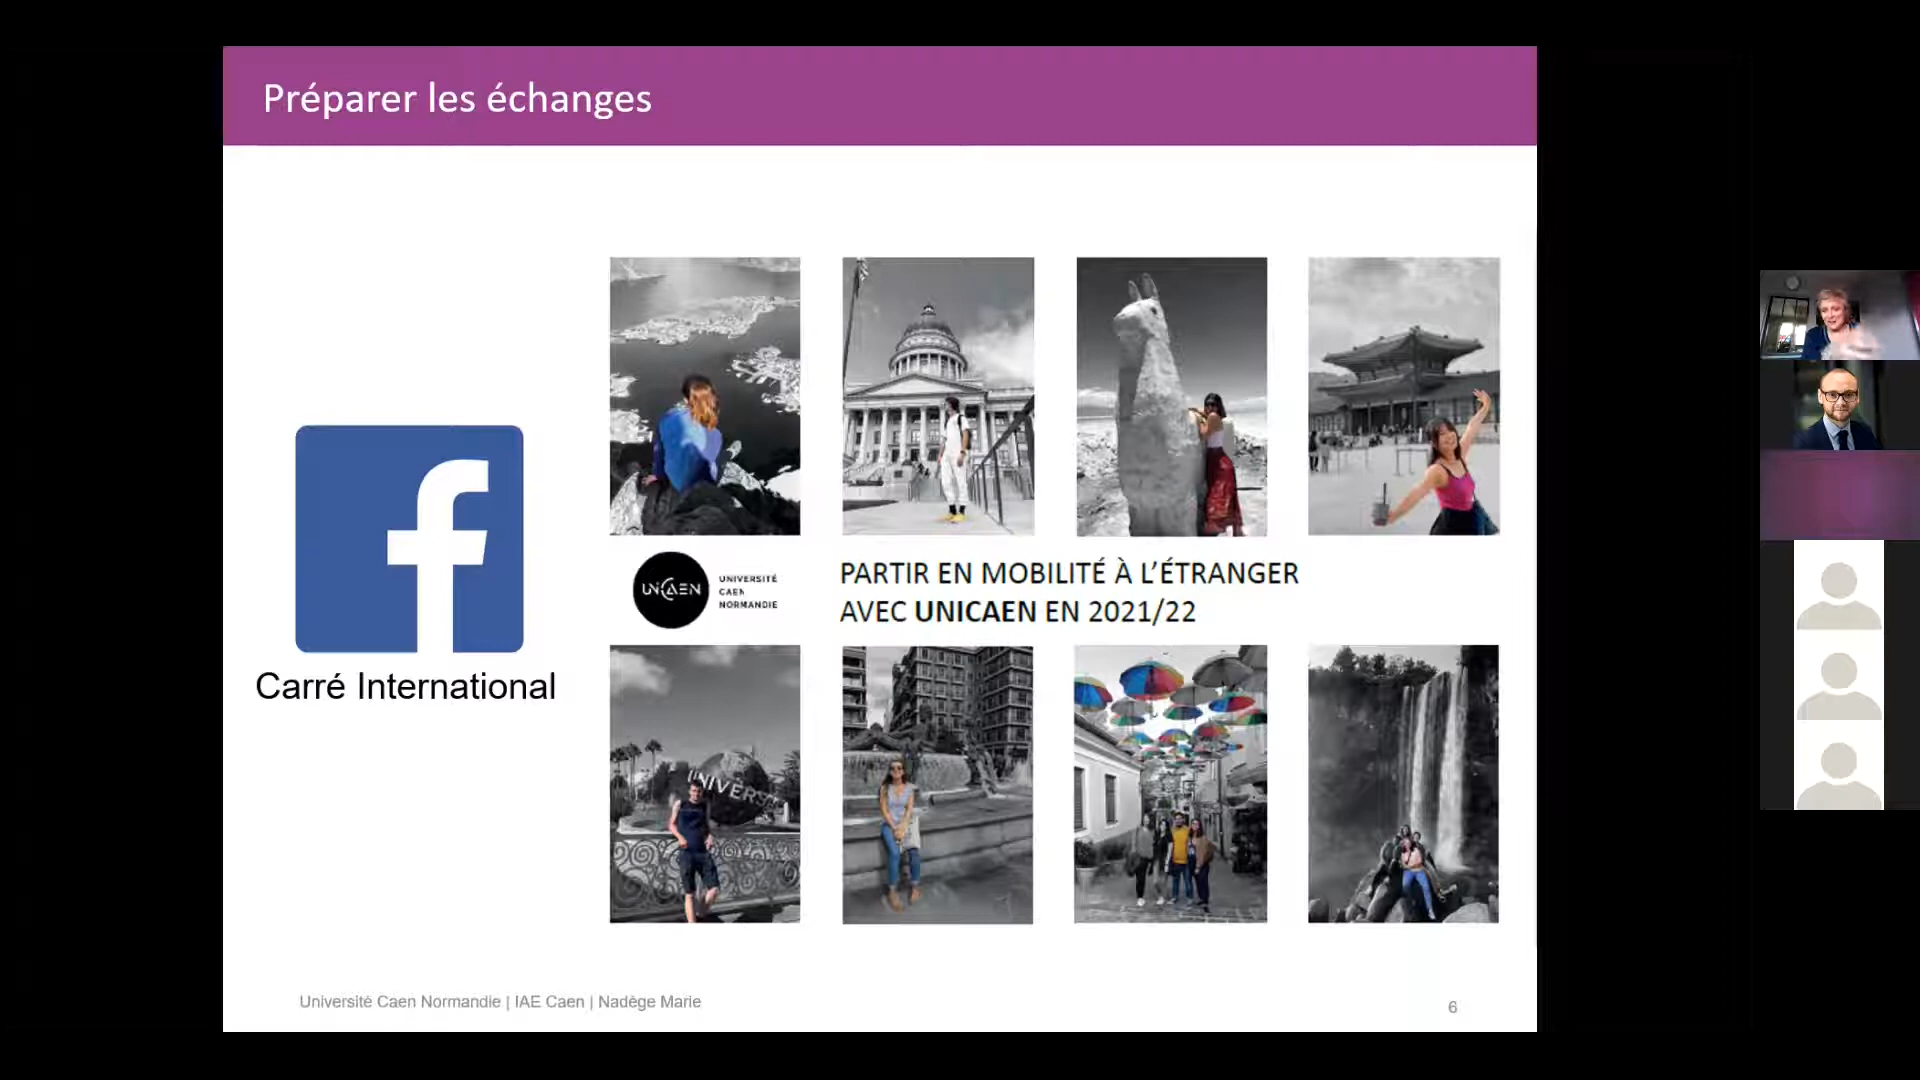 Préparer les échanges
UNICAEN
UNIVERSITÉ
CAEN
NORMANDIE
PARTIR EN MOBILITÉ À L’ÉTRANGER
AVEC UNICAEN EN 2021/22
Carré International
UNIVERS
Université Caen Normandie | IAE Caen | Nadège Marie
6